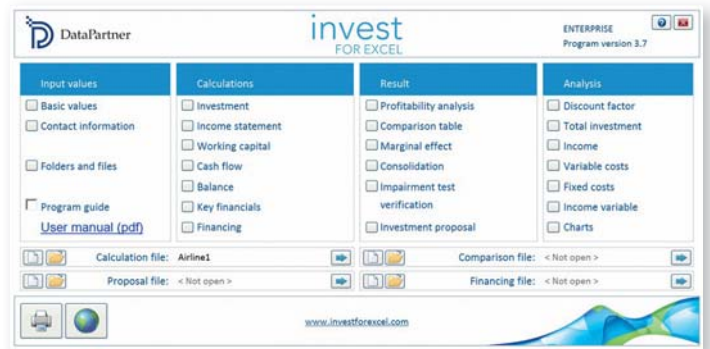 DataPartner
invest
FOR EXCEL
ENTERPRISE
Program version 3.7
Input values
Basic values
Contact information
Folders and files
Program guide
User manual (pdf)
Calculations
Investment
Income statement
Working capital
Cash flow
Balance
Key financials
Financing
Result
Profitability analysis
Comparison table
Marginal effect
Consolidation
Impairment test
verification
Investment proposal
Analysis
Discount factor
Total investment
Income
Variable costs
Fixed costs
Income variable
Charts
Calculation file: Airline1
Comparison file: < Not open >
Proposal file: < Not open >
Financing file: < Not open >
www.investforexcel.com